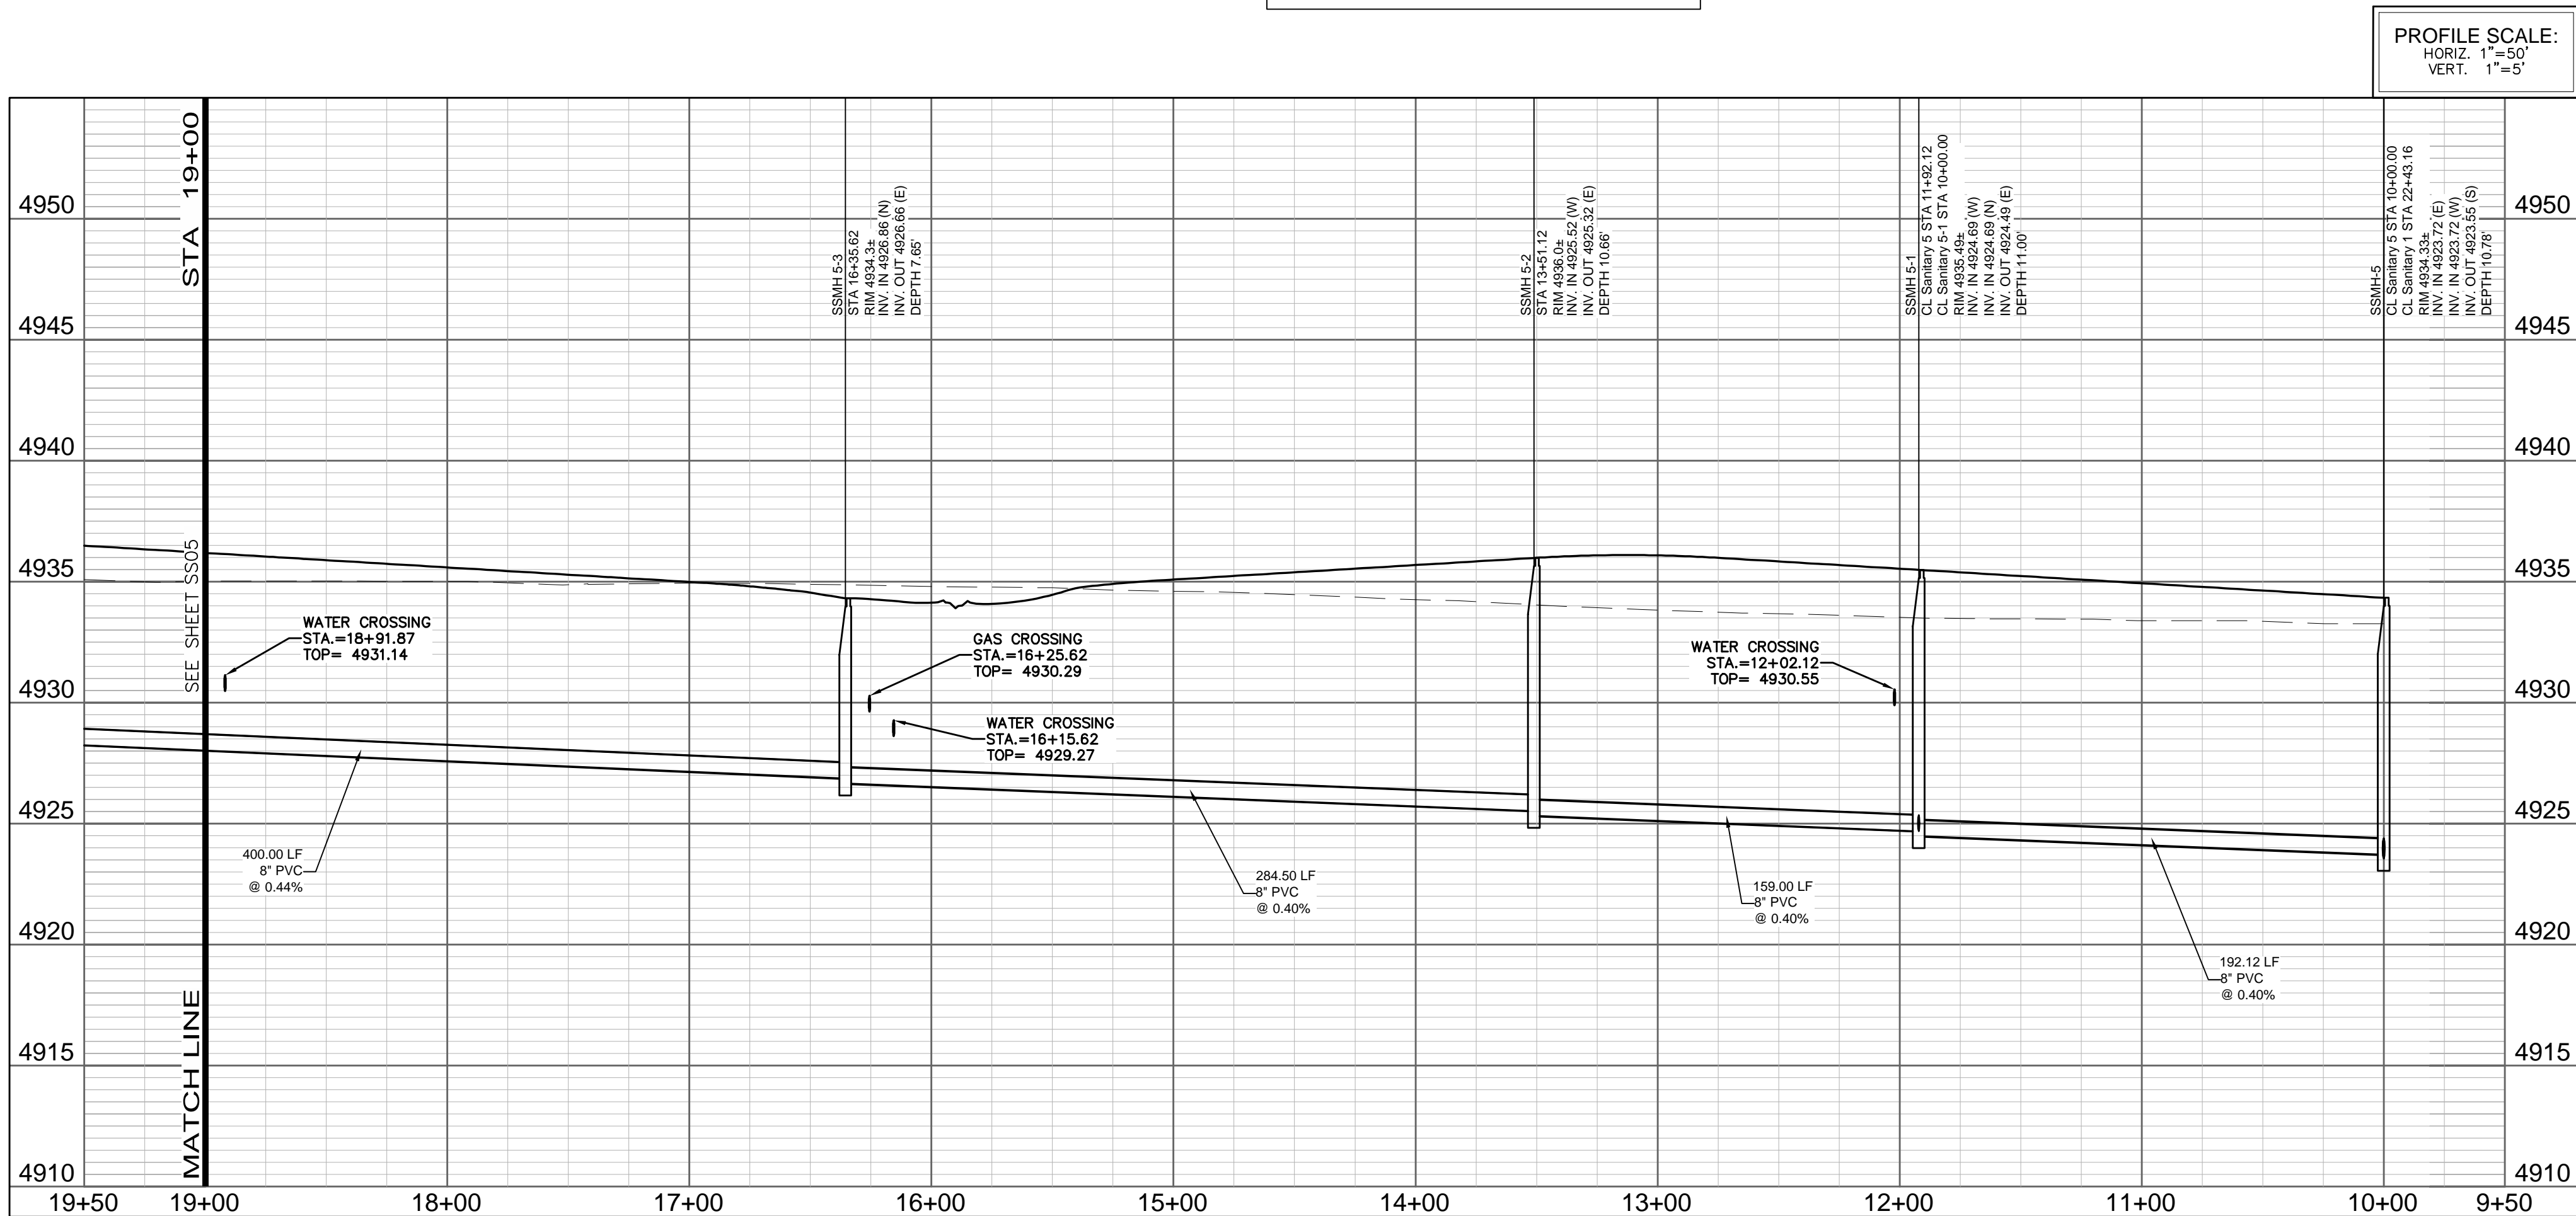 PROFILE SCALE:
HORIZ. 1"=50'
VERT. 1"=5'
STA 19+00
SEE SHEET SS05
MATCH LINE
4950
4945
4940
4935
4930
4925
4920
4915
4910
SSMH 5-3
STA 16+35.62
RIM 4934.3±
INV. IN 4926.86 (N)
INV. OUT 4926.66 (E)
DEPTH 7.65'
SSMH 5-2
STA 13+51.12
RIM 4936.0±
INV. IN 4925.52 (W)
INV. OUT 4925.32 (E)
DEPTH 10.66'
SSMH 5-1
CL Sanitary 5 STA 11+92.12
CL Sanitary 5-1 STA 10+00.00
RIM 4935.49±
INV. IN 4924.69 (W)
INV. IN 4924.69 (N)
INV. OUT 4924.49 (E)
DEPTH 11.00'
SSMH-5
CL Sanitary 5 STA 10+00.00
CL Sanitary 1 STA 22+43.16
RIM 4934.33±
INV. IN 4923.72 (E)
INV. IN 4923.72 (W)
INV. OUT 4923.55 (S)
DEPTH 10.78'
4950
4945
4940
4935
4930
4925
4920
4915
4910
WATER CROSSING
STA.=18+91.87
TOP= 4931.14
GAS CROSSING
STA.=16+25.62
TOP= 4930.29
WATER CROSSING
STA.=16+15.62
TOP= 4929.27
WATER CROSSING
STA.=12+02.12
TOP= 4930.55
400.00 LF
8" PVC
@ 0.44%
284.50 LF
8" PVC
@ 0.40%
159.00 LF
8" PVC
@ 0.40%
192.12 LF
8" PVC
@ 0.40%
19+50 19+00 18+00 17+00 16+00 15+00 14+00 13+00 12+00 11+00 10+00 9+50